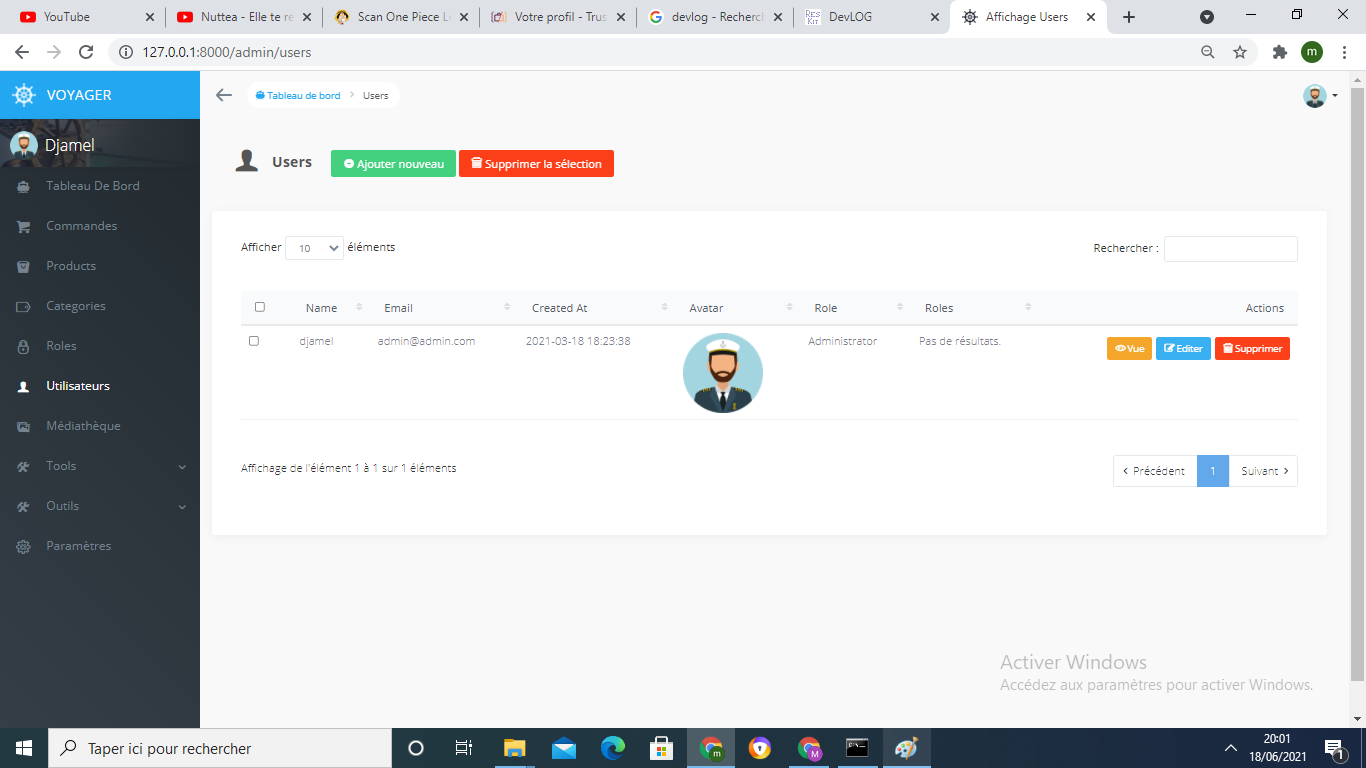 YouTube
Nuttea - Elle te re
Scan One Piece L
Votre profil - Trus
devlog - Recherch
DevLOG
Affichage Users
127.0.0.1:8000/admin/users
m
VOYAGER
Tableau de bord > Users
Djamel
Tableau De Bord
Commandes
Products
Categories
Roles
Utilisateurs
Médiathèque
Tools
Outils
Paramètres
Users
Ajouter nouveau
Supprimer la sélection
Afficher 10 éléments
Rechercher :
Name Email Created At Avatar Role Roles Actions
djamel admin@admin.com 2021-03-18 18:23:38 Administrator Pas de résultats. Vue Editer Supprimer
Affichage de l'élément 1 à 1 sur 1 éléments
‹ Précédent 1 Suivant ›
Activer Windows
Accédez aux paramètres pour activer Windows.
Taper ici pour rechercher
20:01
18/06/2021
1